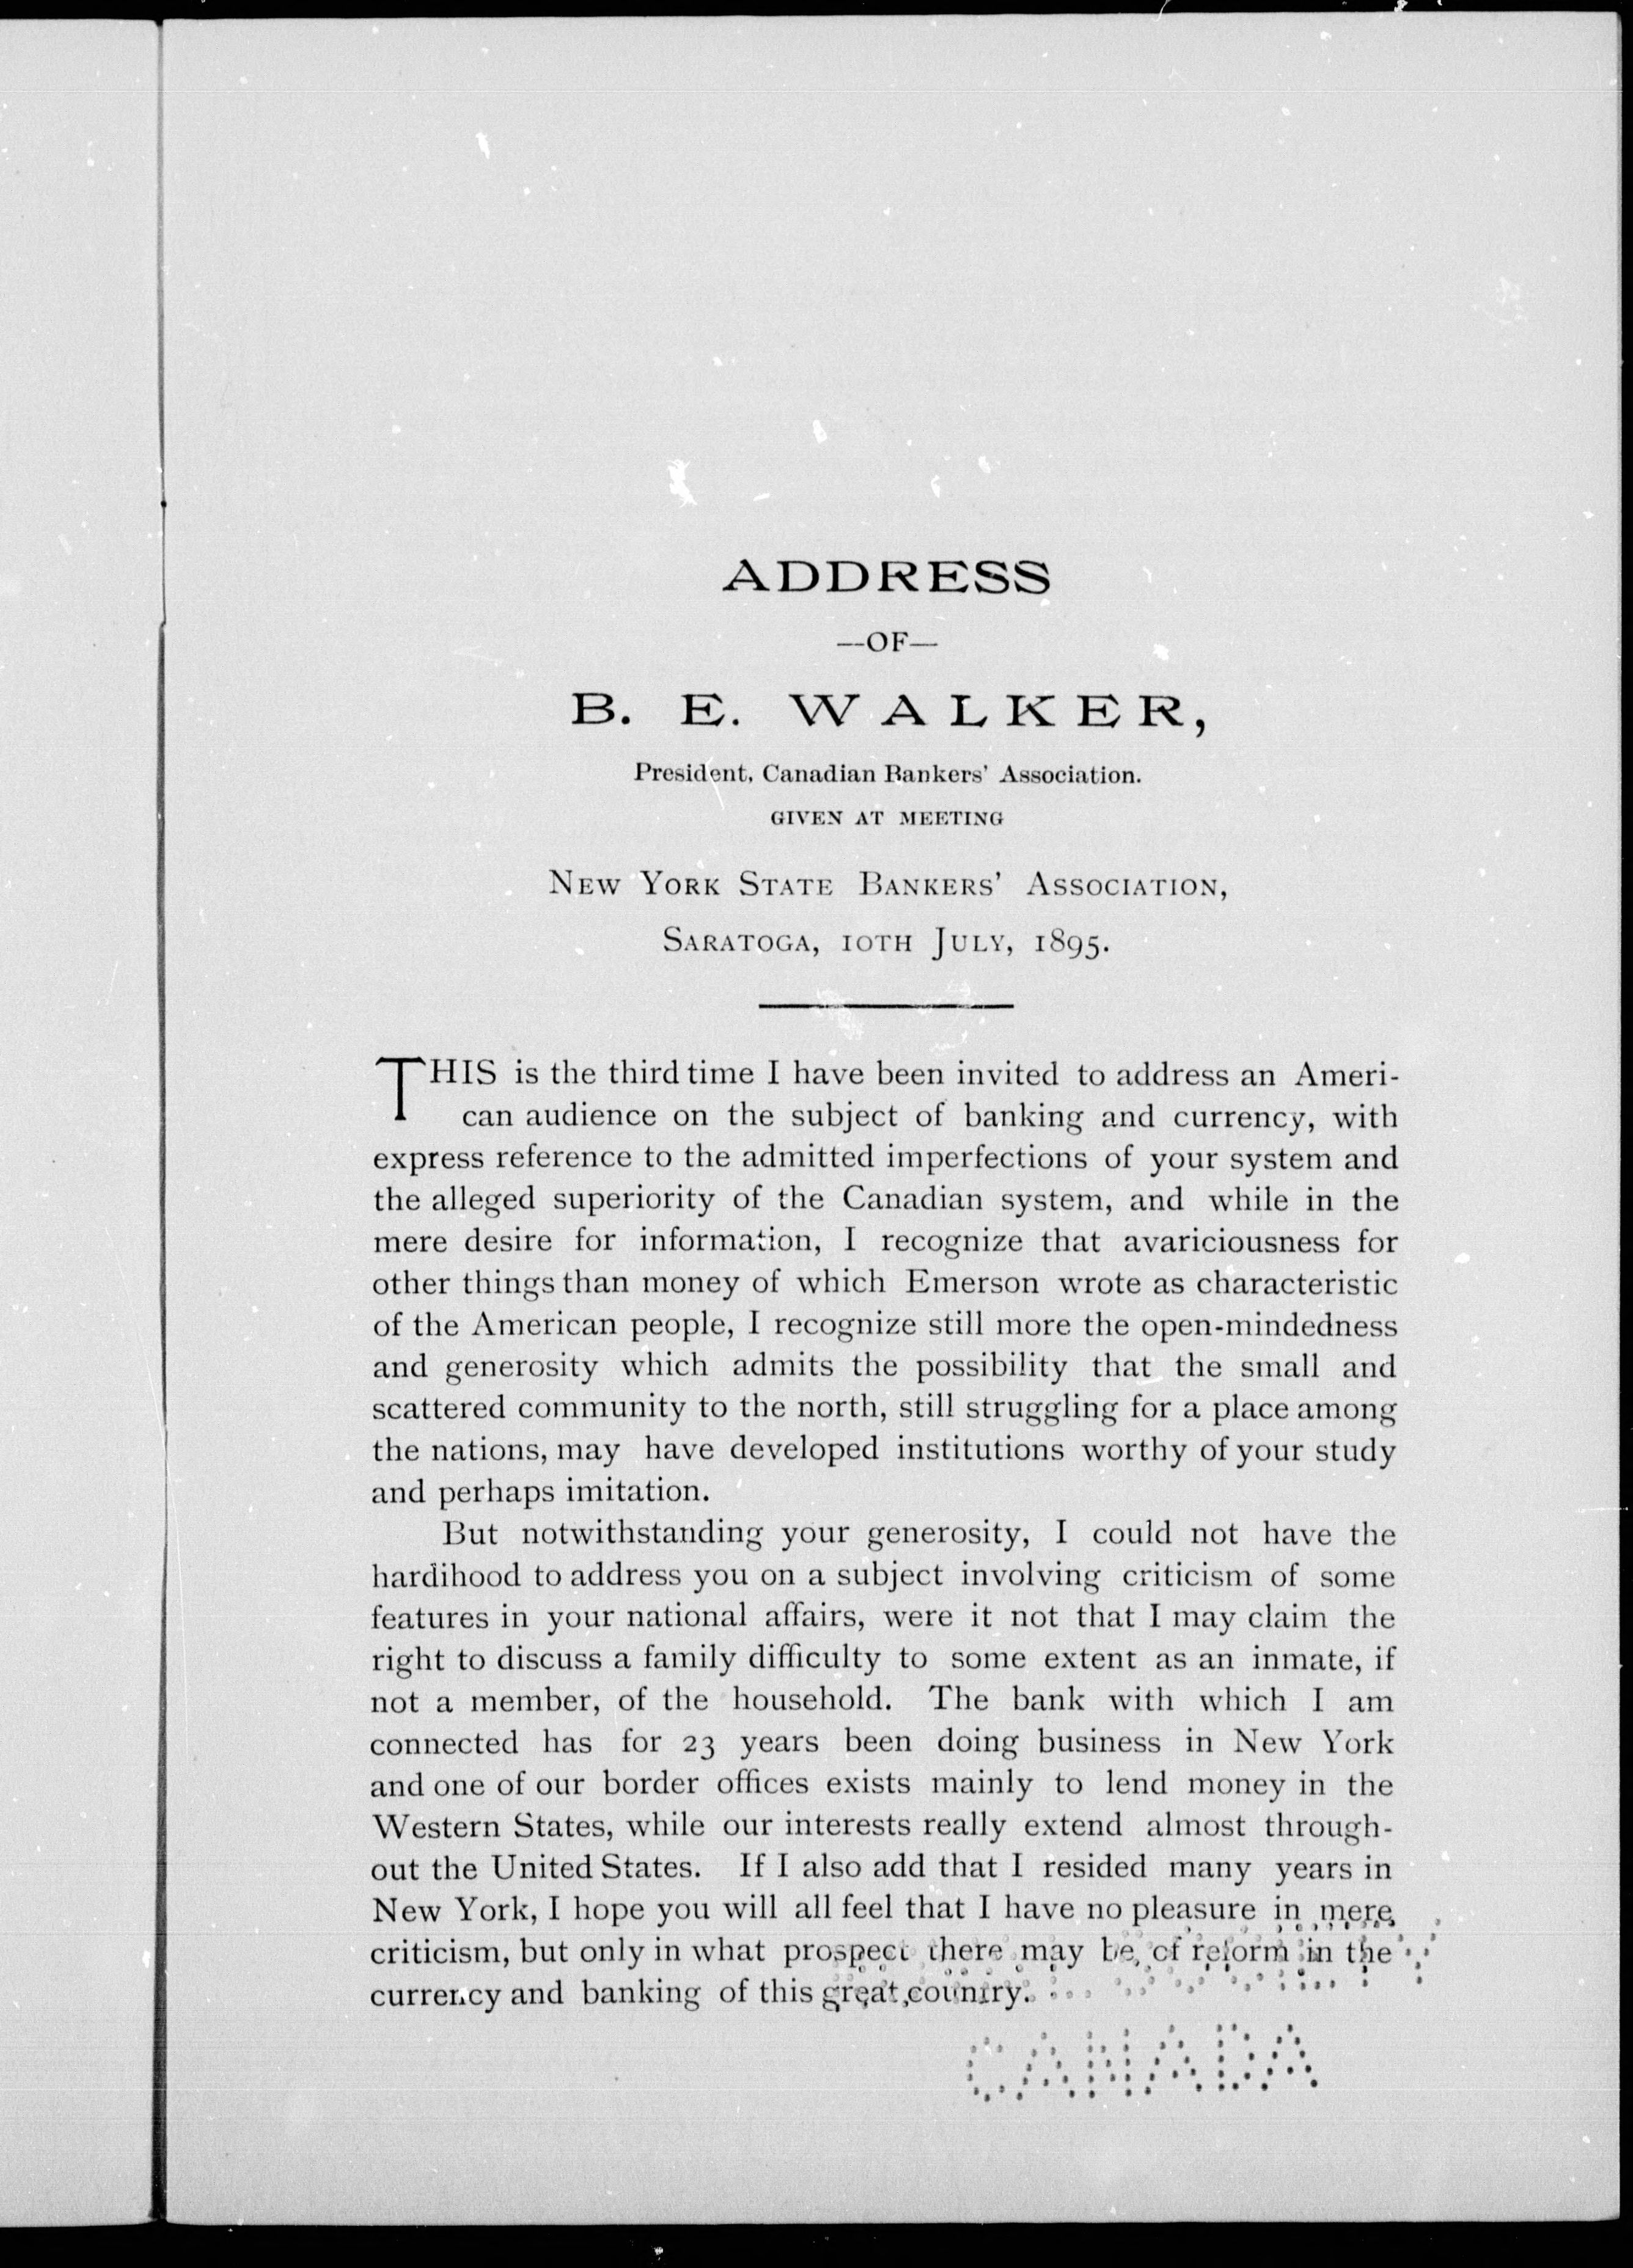 ADDRESS
—OF—
B. E. WALKER,
President, Canadian Bankers' Association.
GIVEN AT MEETING
NEW YORK STATE BANKERS' ASSOCIATION,
SARATOGA, 10TH JULY, 1895.
THIS is the third time I have been invited to address an Ameri-
can audience on the subject of banking and currency, with
express reference to the admitted imperfections of your system and
the alleged superiority of the Canadian system, and while in the
mere desire for information, I recognize that avariciousness for
other things than money of which Emerson wrote as characteristic
of the American people, I recognize still more the open-mindedness
and generosity which admits the possibility that the small and
scattered community to the north, still struggling for a place among
the nations, may have developed institutions worthy of your study
and perhaps imitation.
But notwithstanding your generosity, I could not have the
hardihood to address you on a subject involving criticism of some
features in your national affairs, were it not that I may claim the
right to discuss a family difficulty to some extent as an inmate, if
not a member, of the household. The bank with which I am
connected has for 23 years been doing business in New York
and one of our border offices exists mainly to lend money in the
Western States, while our interests really extend almost through-
out the United States. If I also add that I resided many years in
New York, I hope you will all feel that I have no pleasure in mere
criticism, but only in what prospect there may be of reform in the
currency and banking of this great country.
CANADA